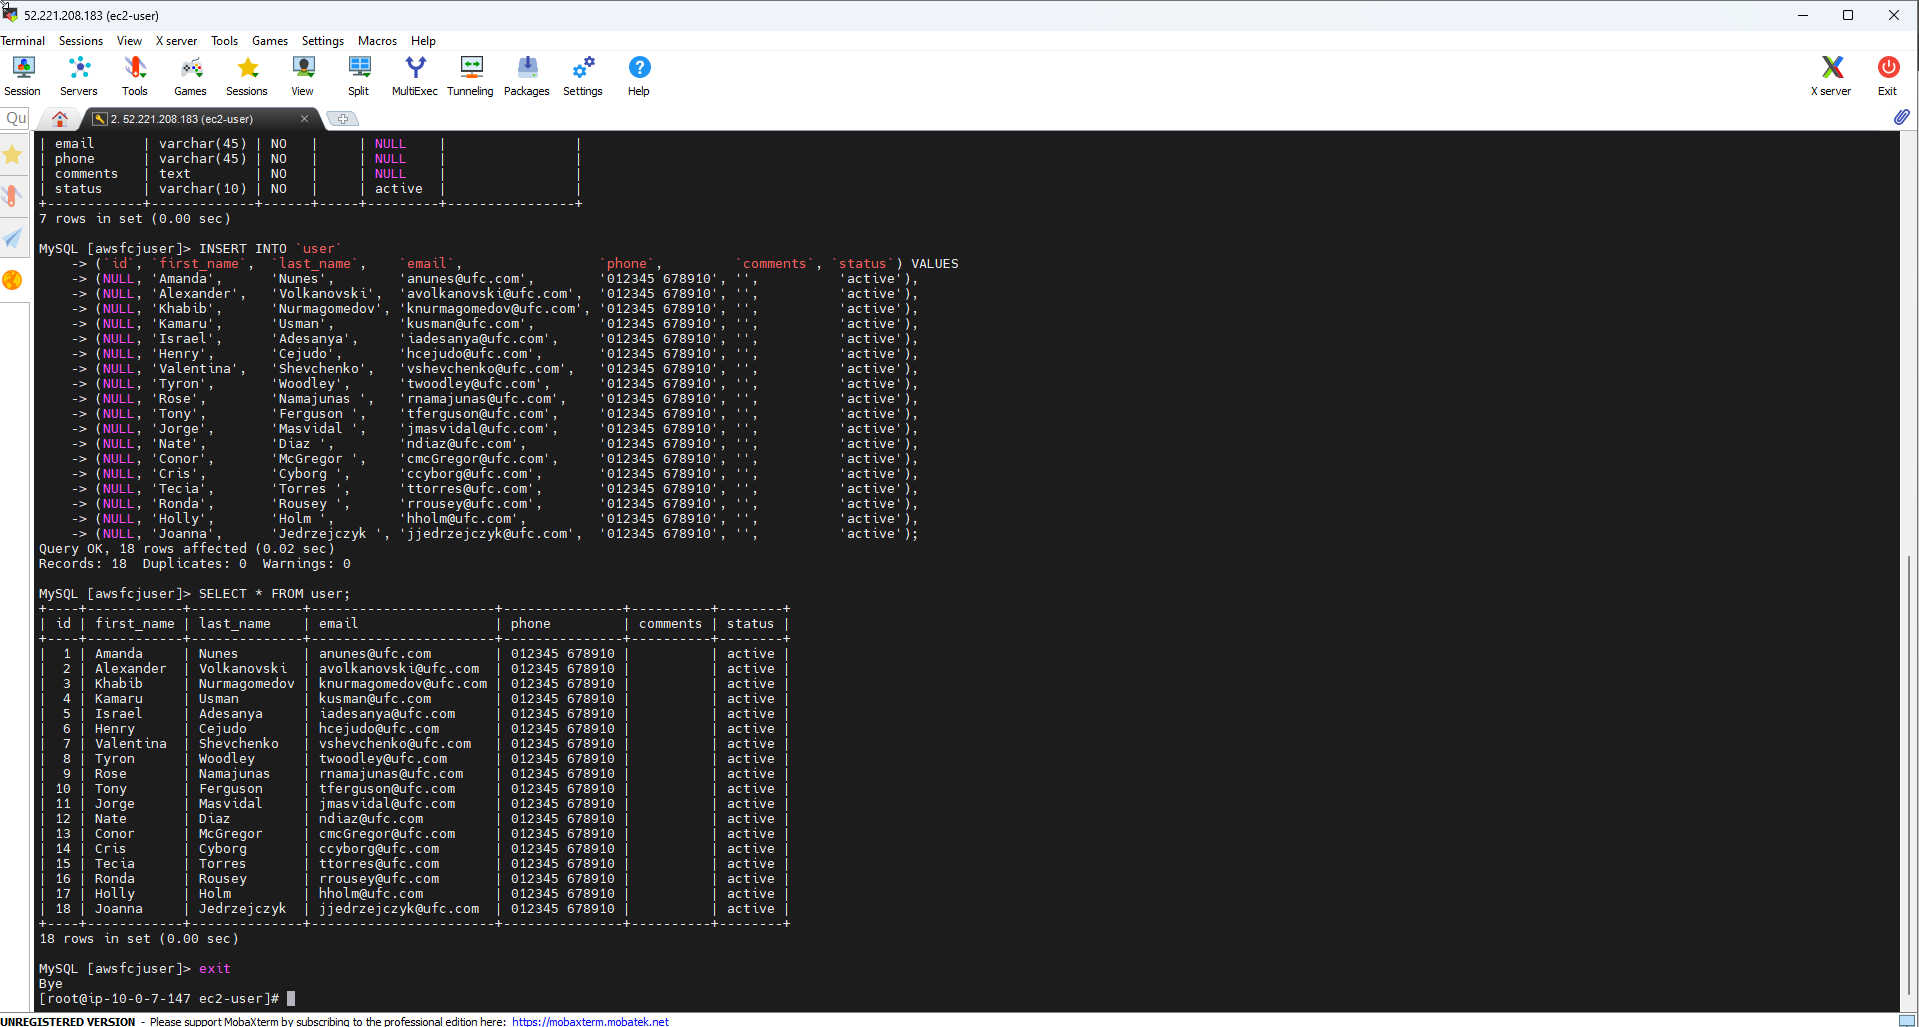 52.221.208.183 (ec2-user)
Terminal Sessions View X server Tools Games Settings Macros Help
Session Servers Tools Games Sessions View Split MultiExec Tunneling Packages Settings Help X server Exit
Qu
2. 52.221.208.183 (ec2-user)
| email      | varchar(45) | NO   |     | NULL    |                |
| phone      | varchar(45) | NO   |     | NULL    |                |
| comments   | text        | NO   |     | NULL    |                |
| status     | varchar(10) | NO   |     | active  |                |
+------------+-------------+------+-----+---------+----------------+
7 rows in set (0.00 sec)
MySQL [awsfcjuser]> INSERT INTO `user`
    -> (`id`, `first_name`,  `last_name`,    `email`,                 `phone`,         `comments`, `status`) VALUES
    -> (NULL, 'Amanda',      'Nunes',        'anunes@ufc.com',        '012345 678910', '',          'active'),
    -> (NULL, 'Alexander',   'Volkanovski',  'avolkanovski@ufc.com',  '012345 678910', '',          'active'),
    -> (NULL, 'Khabib',      'Nurmagomedov', 'knurmagomedov@ufc.com', '012345 678910', '',          'active'),
    -> (NULL, 'Kamaru',      'Usman',        'kusman@ufc.com',        '012345 678910', '',          'active'),
    -> (NULL, 'Israel',      'Adesanya',     'iadesanya@ufc.com',     '012345 678910', '',          'active'),
    -> (NULL, 'Henry',       'Cejudo',       'hcejudo@ufc.com',       '012345 678910', '',          'active'),
    -> (NULL, 'Valentina',   'Shevchenko',   'vshevchenko@ufc.com',   '012345 678910', '',          'active'),
    -> (NULL, 'Tyron',       'Woodley',      'twoodley@ufc.com',      '012345 678910', '',          'active'),
    -> (NULL, 'Rose',        'Namajunas ',   'rnamajunas@ufc.com',    '012345 678910', '',          'active'),
    -> (NULL, 'Tony',        'Ferguson ',    'tferguson@ufc.com',     '012345 678910', '',          'active'),
    -> (NULL, 'Jorge',       'Masvidal ',    'jmasvidal@ufc.com',     '012345 678910', '',          'active'),
    -> (NULL, 'Nate',        'Diaz ',        'ndiaz@ufc.com',         '012345 678910', '',          'active'),
    -> (NULL, 'Conor',       'McGregor ',    'cmcGregor@ufc.com',     '012345 678910', '',          'active'),
    -> (NULL, 'Cris',        'Cyborg ',      'ccyborg@ufc.com',       '012345 678910', '',          'active'),
    -> (NULL, 'Tecia',       'Torres ',      'ttorres@ufc.com',       '012345 678910', '',          'active'),
    -> (NULL, 'Ronda',       'Rousey ',      'rrousey@ufc.com',       '012345 678910', '',          'active'),
    -> (NULL, 'Holly',       'Holm ',        'hholm@ufc.com',         '012345 678910', '',          'active'),
    -> (NULL, 'Joanna',      'Jedrzejczyk ', 'jjedrzejczyk@ufc.com',  '012345 678910', '',          'active');
Query OK, 18 rows affected (0.02 sec)
Records: 18  Duplicates: 0  Warnings: 0
MySQL [awsfcjuser]> SELECT * FROM user;
+----+------------+--------------+-----------------------+---------------+----------+--------+
| id | first_name | last_name    | email                 | phone         | comments | status |
+----+------------+--------------+-----------------------+---------------+----------+--------+
|  1 | Amanda     | Nunes        | anunes@ufc.com        | 012345 678910 |          | active |
|  2 | Alexander  | Volkanovski  | avolkanovski@ufc.com  | 012345 678910 |          | active |
|  3 | Khabib     | Nurmagomedov | knurmagomedov@ufc.com | 012345 678910 |          | active |
|  4 | Kamaru     | Usman        | kusman@ufc.com        | 012345 678910 |          | active |
|  5 | Israel     | Adesanya     | iadesanya@ufc.com     | 012345 678910 |          | active |
|  6 | Henry      | Cejudo       | hcejudo@ufc.com       | 012345 678910 |          | active |
|  7 | Valentina  | Shevchenko   | vshevchenko@ufc.com   | 012345 678910 |          | active |
|  8 | Tyron      | Woodley      | twoodley@ufc.com      | 012345 678910 |          | active |
|  9 | Rose       | Namajunas    | rnamajunas@ufc.com    | 012345 678910 |          | active |
| 10 | Tony       | Ferguson     | tferguson@ufc.com     | 012345 678910 |          | active |
| 11 | Jorge      | Masvidal     | jmasvidal@ufc.com     | 012345 678910 |          | active |
| 12 | Nate       | Diaz         | ndiaz@ufc.com         | 012345 678910 |          | active |
| 13 | Conor      | McGregor     | cmcGregor@ufc.com     | 012345 678910 |          | active |
| 14 | Cris       | Cyborg       | ccyborg@ufc.com       | 012345 678910 |          | active |
| 15 | Tecia      | Torres       | ttorres@ufc.com       | 012345 678910 |          | active |
| 16 | Ronda      | Rousey       | rrousey@ufc.com       | 012345 678910 |          | active |
| 17 | Holly      | Holm         | hholm@ufc.com         | 012345 678910 |          | active |
| 18 | Joanna     | Jedrzejczyk  | jjedrzejczyk@ufc.com  | 012345 678910 |          | active |
+----+------------+--------------+-----------------------+---------------+----------+--------+
18 rows in set (0.00 sec)
MySQL [awsfcjuser]> exit
Bye
[root@ip-10-0-7-147 ec2-user]#
UNREGISTERED VERSION - Please support MobaXterm by subscribing to the professional edition here: https://mobaxterm.mobatek.net